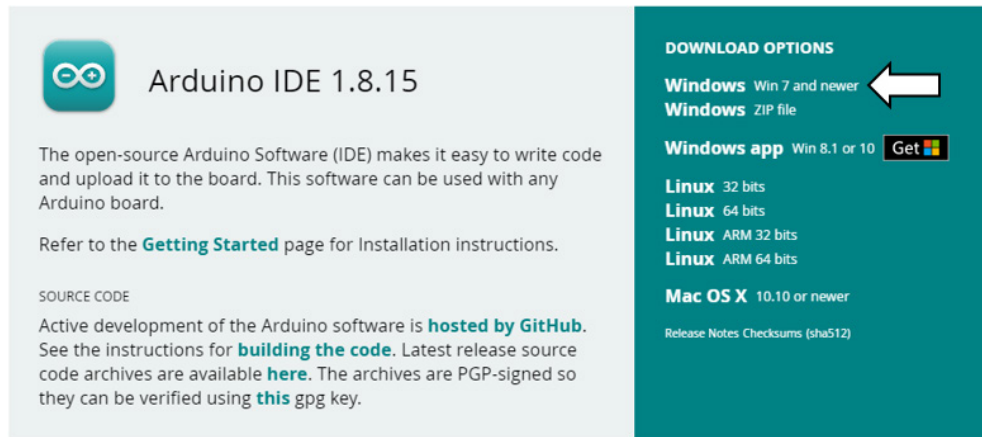 Arduino IDE 1.8.15
The open-source Arduino Software (IDE) makes it easy to write code
and upload it to the board. This software can be used with any
Arduino board.
Refer to the Getting Started page for Installation instructions.
SOURCE CODE
Active development of the Arduino software is hosted by GitHub.
See the instructions for building the code. Latest release source
code archives are available here. The archives are PGP-signed so
they can be verified using this gpg key.
DOWNLOAD OPTIONS
Windows Win 7 and newer
Windows ZIP file
Windows app Win 8.1 or 10 Get
Linux 32 bits
Linux 64 bits
Linux ARM 32 bits
Linux ARM 64 bits
Mac OS X 10.10 or newer
Release Notes Checksums (sha512)